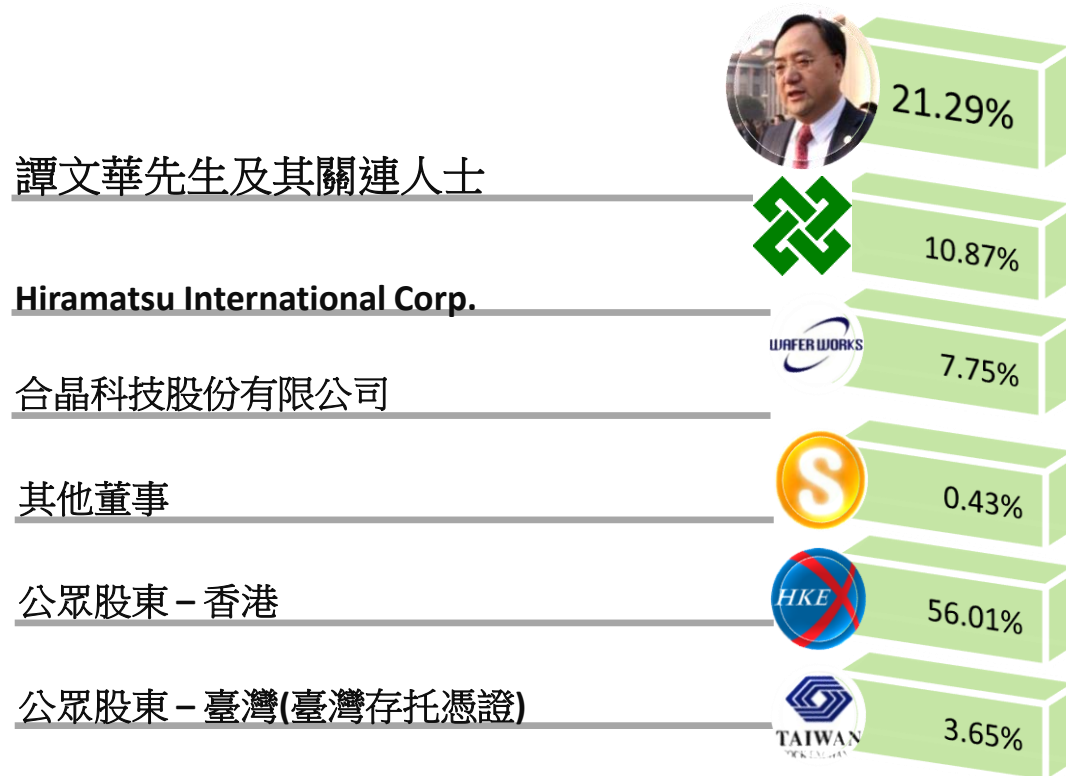 21.29%
譚文華先生及其關連人士
10.87%
Hiramatsu International Corp.
WAFER WORKS
7.75%
合晶科技股份有限公司
S
其他董事
0.43%
HKEX
公眾股東 – 香港
56.01%
公眾股東 – 臺灣(臺灣存托憑證)
TAIWAN
3.65%